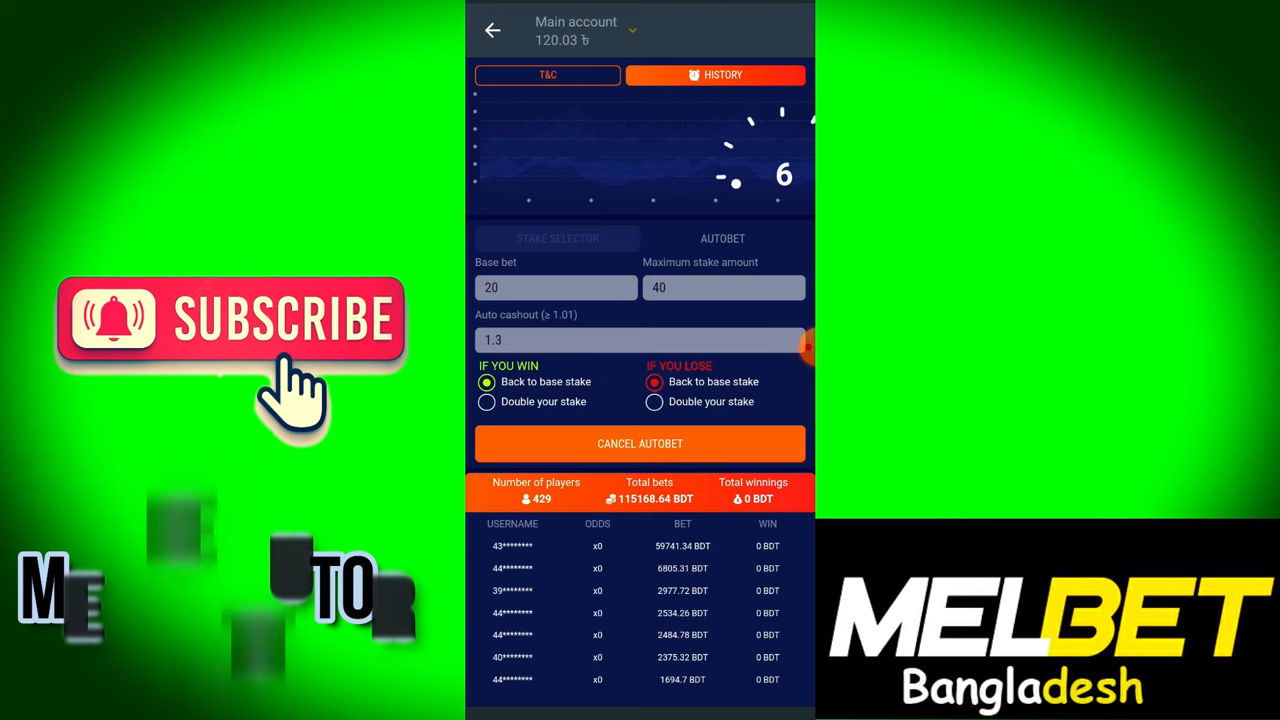 Main account
120.03 ৳
T&C
HISTORY
6
STAKE SELECTOR
AUTOBET
Base bet
Maximum stake amount
20
40
Auto cashout (≥ 1.01)
1.3
IF YOU WIN
IF YOU LOSE
Back to base stake
Back to base stake
Double your stake
Double your stake
CANCEL AUTOBET
Number of players
Total bets
Total winnings
429
115168.64 BDT
0 BDT
USERNAME ODDS BET WIN
43******** x0 59741.34 BDT 0 BDT
44******** x0 6805.31 BDT 0 BDT
39******** x0 2977.72 BDT 0 BDT
44******** x0 2534.26 BDT 0 BDT
44******** x0 2484.78 BDT 0 BDT
40******** x0 2375.32 BDT 0 BDT
44******** x0 1694.7 BDT 0 BDT
SUBSCRIBE
MELBET
Bangladesh